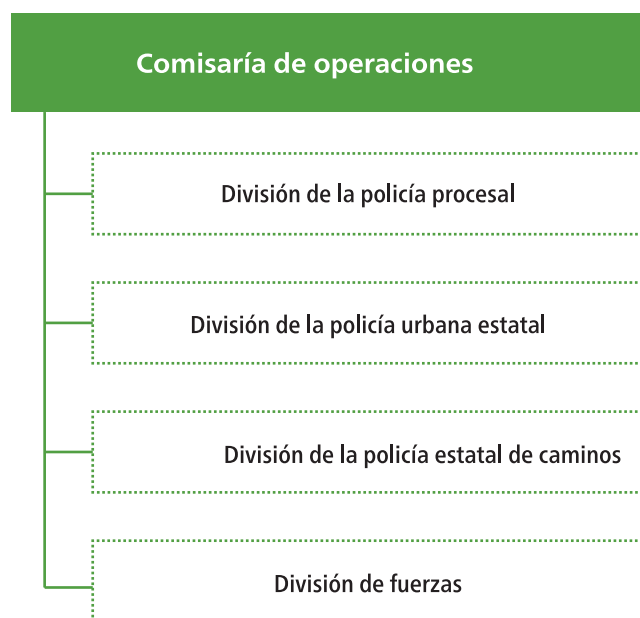 Comisaría de operaciones
División de la policía procesal
División de la policía urbana estatal
División de la policía estatal de caminos
División de fuerzas